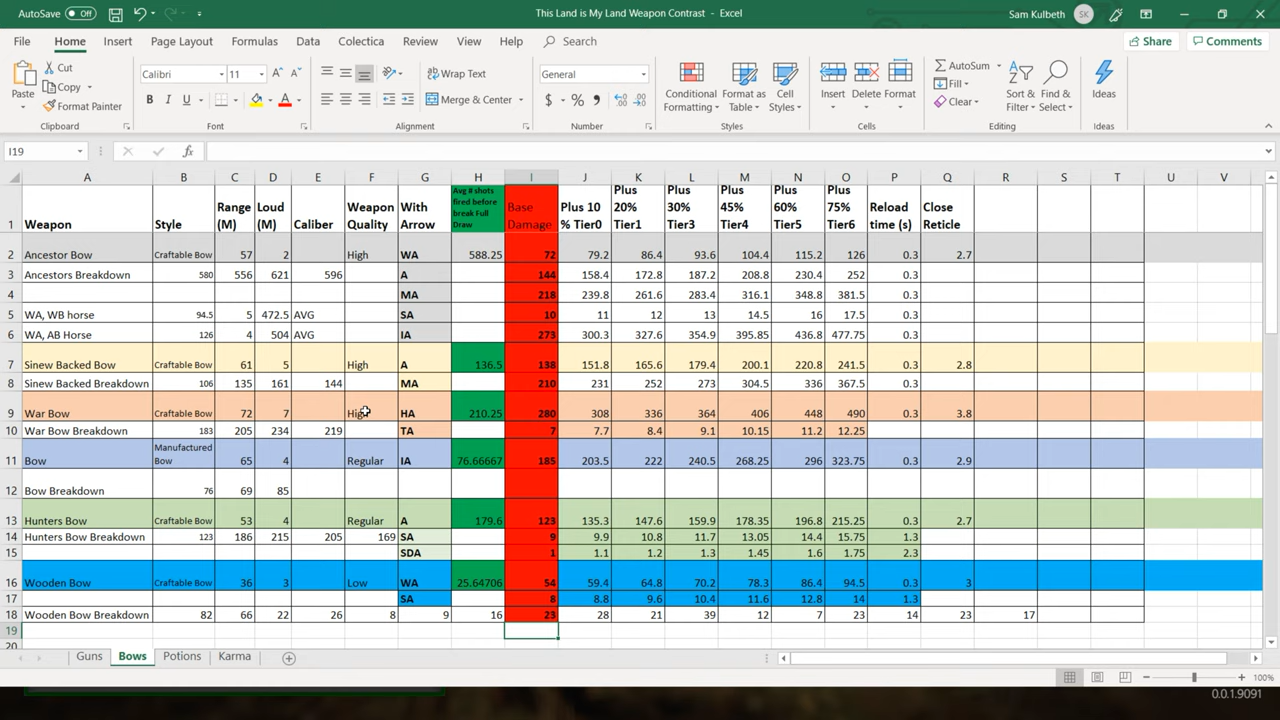 AutoSave Off This Land is My Land Weapon Contrast - Excel Sam Kulbeth SK
File Home Insert Draw Page Layout Formulas Data Colectica Review View Help Search Share Comments
Paste Cut Copy Format Painter Clipboard
Calibri 11 B I U A Font
Wrap Text Merge & Center Alignment
General $ % Number
Conditional Formatting Format as Table Cell Styles Styles
Insert Delete Format Cells
AutoSum Fill Clear Sort & Filter Find & Select Editing
Ideas Ideas
I19 fx
A B C D E F G H I J K L M N O P Q R S T U V
1 Weapon Style Range (M) Loud (M) Caliber Weapon Quality With Arrow Avg # shots fired before break Full Draw Base Damage Plus 10 % Tier0 Plus 20% Tier1 Plus 30% Tier3 Plus 45% Tier4 Plus 60% Tier5 Plus 75% Tier6 Reload time (s) Close Reticle
2 Ancestor Bow Craftable Bow 57 2 High WA 588.25 72 79.2 86.4 93.6 104.4 115.2 126 0.3 2.7
3 Ancestors Breakdown 580 556 621 596 A 144 158.4 172.8 187.2 208.8 230.4 252 0.3
4 MA 218 239.8 261.6 283.4 316.1 348.8 381.5 0.3
5 WA, WB horse 94.5 5 472.5 AVG SA 10 11 12 13 14.5 16 17.5 0.3
6 WA, AB Horse 126 4 504 AVG IA 273 300.3 327.6 354.9 395.85 436.8 477.75 0.3
7 Sinew Backed Bow Craftable Bow 61 5 High A 136.5 138 151.8 165.6 179.4 200.1 220.8 241.5 0.3 2.8
8 Sinew Backed Breakdown 106 135 161 144 MA 210 231 252 273 304.5 336 367.5 0.3
9 War Bow Craftable Bow 72 7 High HA 210.25 280 308 336 364 406 448 490 0.3 3.8
10 War Bow Breakdown 183 205 234 219 TA 7 7.7 8.4 9.1 10.15 11.2 12.25
11 Bow Manufactured Bow 65 4 Regular IA 76.66667 185 203.5 222 240.5 268.25 296 323.75 0.3 2.9
12 Bow Breakdown 76 69 85
13 Hunters Bow Craftable Bow 53 4 Regular A 179.6 123 135.3 147.6 159.9 178.35 196.8 215.25 0.3 2.7
14 Hunters Bow Breakdown 123 186 215 205 169 SA 9 9.9 10.8 11.7 13.05 14.4 15.75 1.3
15 SDA 1 1.1 1.2 1.3 1.45 1.6 1.75 2.3
16 Wooden Bow Craftable Bow 36 3 Low WA 25.64706 54 59.4 64.8 70.2 78.3 86.4 94.5 0.3 3
17 SA 8 8.8 9.6 10.4 11.6 12.8 14 1.3
18 Wooden Bow Breakdown 82 66 22 26 8 9 16 23 28 21 39 12 7 23 14 23 17
19
20
Guns Bows Potions Karma
100%
0.0.1.9091